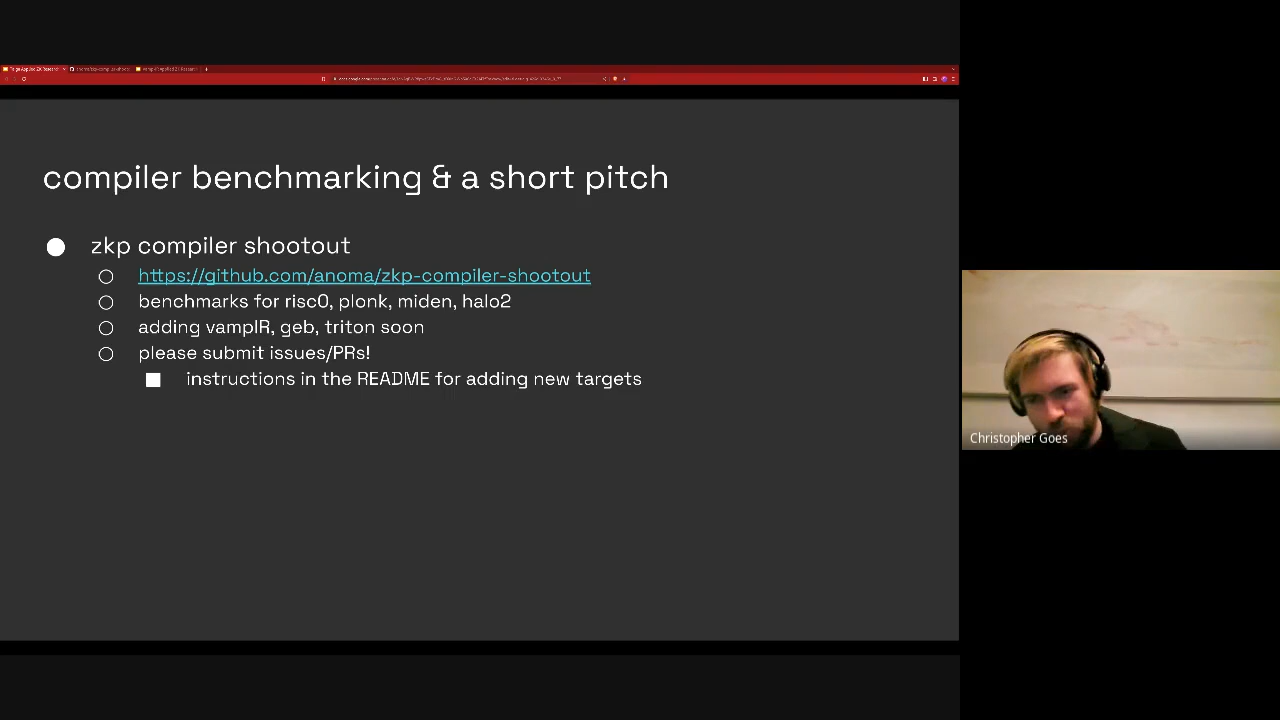 compiler benchmarking & a short pitch
zkp compiler shootout
https://github.com/anoma/zkp-compiler-shootout
benchmarks for risc0, plonk, miden, halo2
adding vampIR, geb, triton soon
please submit issues/PRs!
instructions in the README for adding new targets
Christopher Goes